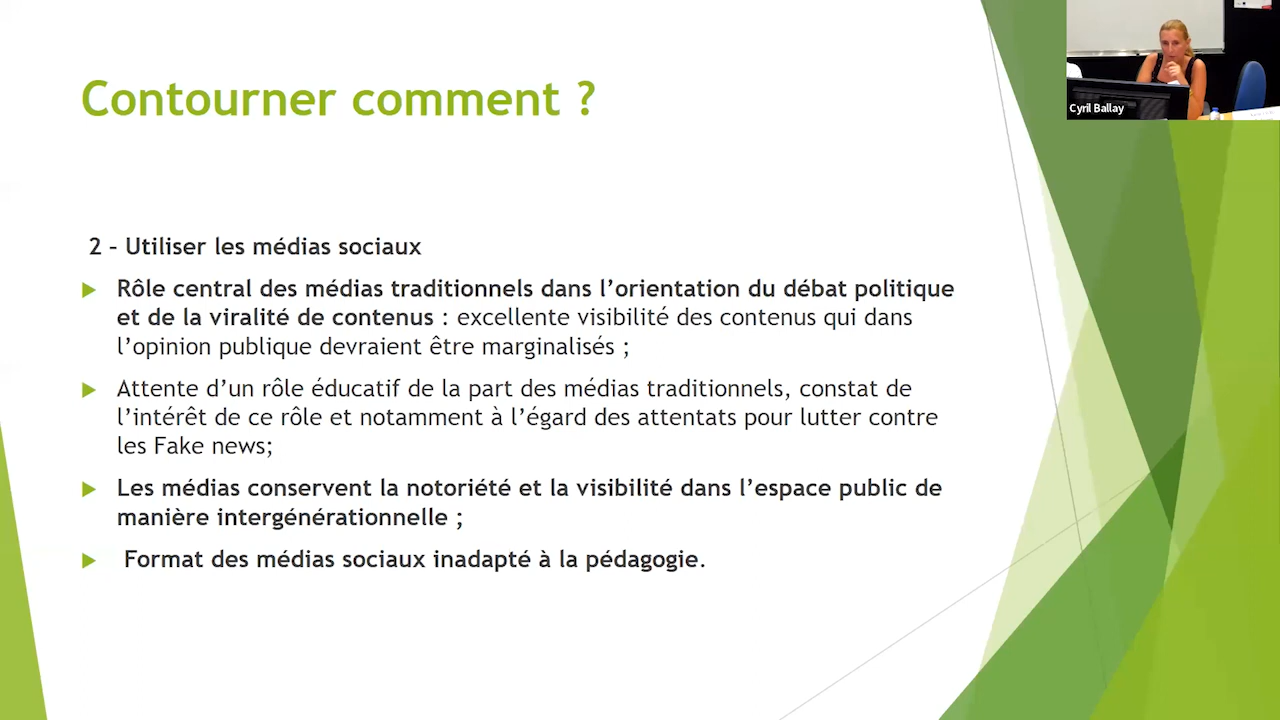 Contourner comment ?
Cyril Ballay
2 – Utiliser les médias sociaux
Rôle central des médias traditionnels dans l’orientation du débat politique
et de la viralité de contenus : excellente visibilité des contenus qui dans
l’opinion publique devraient être marginalisés ;
Attente d’un rôle éducatif de la part des médias traditionnels, constat de
l’intérêt de ce rôle et notamment à l’égard des attentats pour lutter contre
les Fake news;
Les médias conservent la notoriété et la visibilité dans l’espace public de
manière intergénérationnelle ;
Format des médias sociaux inadapté à la pédagogie.